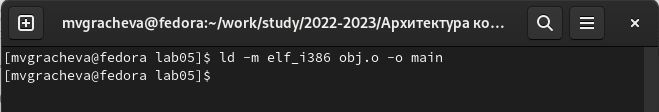 mvgracheva@fedora:~/work/study/2022-2023/Архитектура ко...
[mvgracheva@fedora lab05]$ ld -m elf_i386 obj.o -o main
[mvgracheva@fedora lab05]$